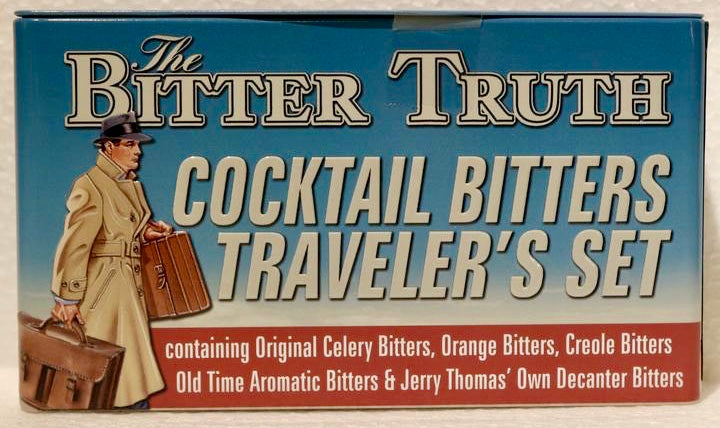 The
BITTER TRUTH
COCKTAIL BITTERS
TRAVELER'S SET
containing Original Celery Bitters, Orange Bitters, Creole Bitters
Old Time Aromatic Bitters & Jerry Thomas' Own Decanter Bitters